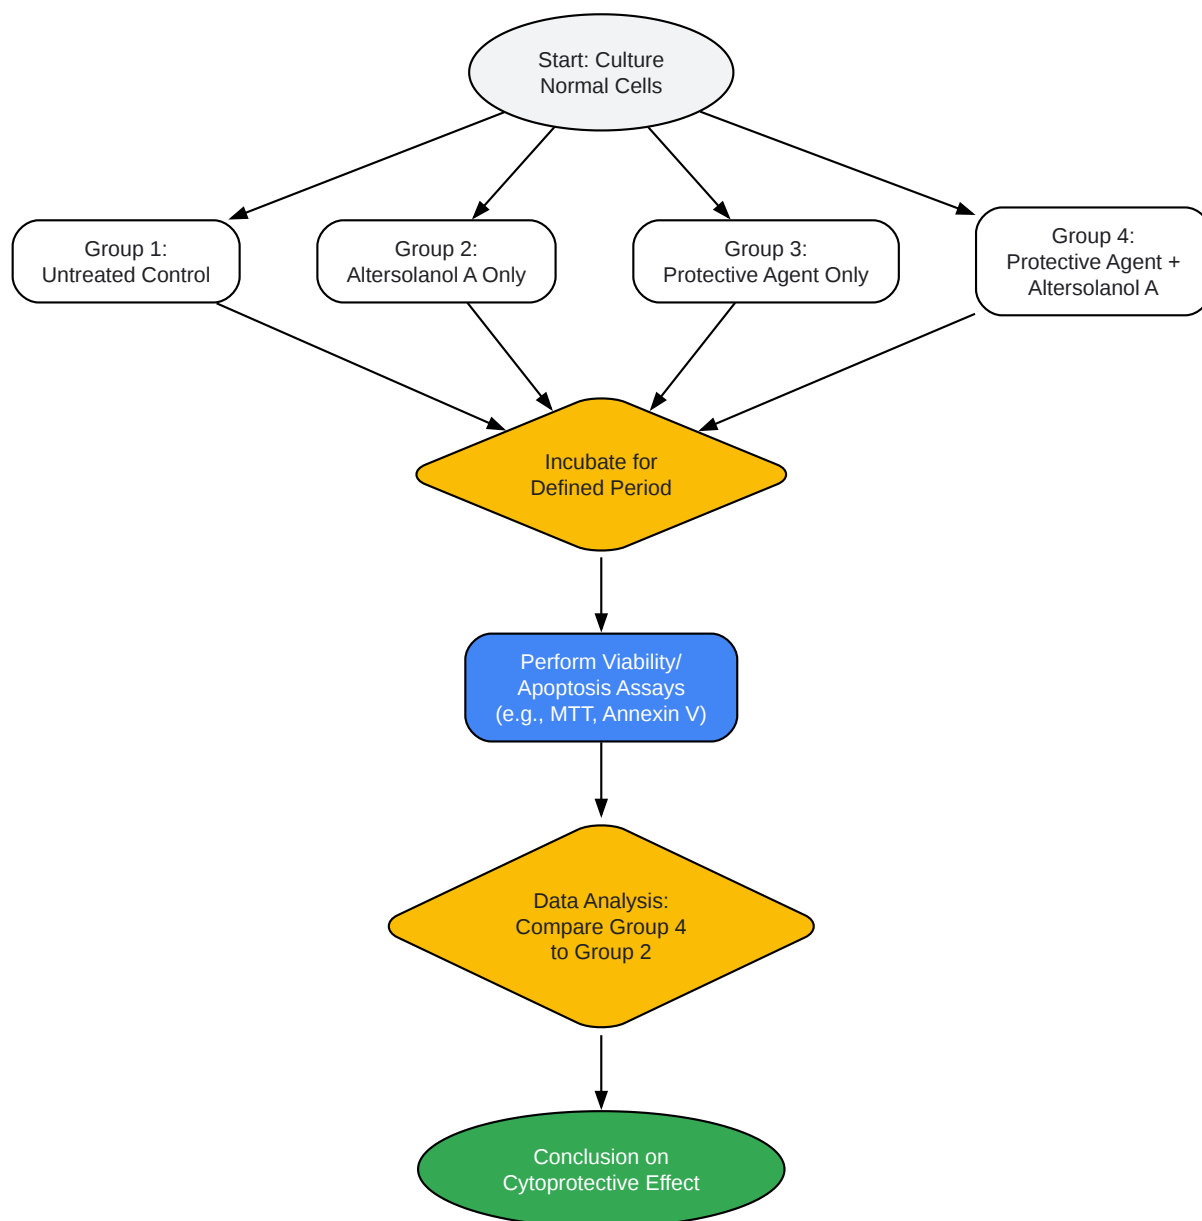 Start: Culture
Normal Cells
Group 1:
Untreated Control
Group 2:
Altersolanol A Only
Group 3:
Protective Agent Only
Group 4:
Protective Agent +
Altersolanol A
Incubate for
Defined Period
Perform Viability/
Apoptosis Assays
(e.g., MTT, Annexin V)
Data Analysis:
Compare Group 4
to Group 2
Conclusion on
Cytoprotective Effect